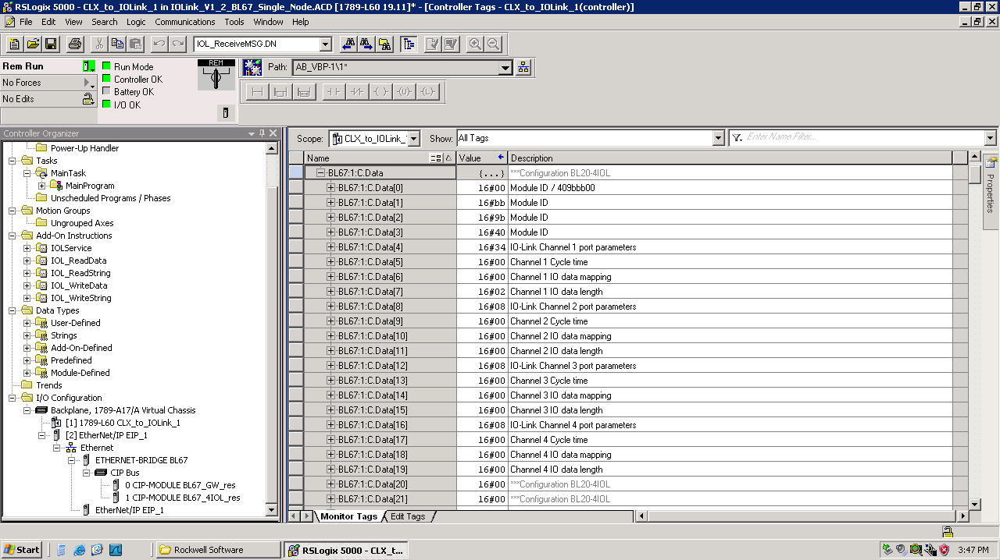 RSLogix 5000 - CLX_to_IOLink_1 in IOLink_V1_2_BL67_Single_Node.ACD [1789-L60 19.11]* - [Controller Tags - CLX_to_IOLink_1(controller)]
File Edit View Search Logic Communications Tools Window Help
IOL_ReceiveMSG.DN
Rem Run
No Forces
No Edits
Run Mode
Controller OK
Battery OK
I/O OK
REM
Path: AB_VBP-1\1*
Controller Organizer
Power-Up Handler
Tasks
MainTask
MainProgram
Unscheduled Programs / Phases
Motion Groups
Ungrouped Axes
Add-On Instructions
IOLService
IOL_ReadData
IOL_ReadString
IOL_WriteData
IOL_WriteString
Data Types
User-Defined
Strings
Add-On-Defined
Predefined
Module-Defined
Trends
I/O Configuration
Backplane, 1789-A17/A Virtual Chassis
[1] 1789-L60 CLX_to_IOLink_1
[2] EtherNet/IP EIP_1
Ethernet
ETHERNET-BRIDGE BL67
CIP Bus
0 CIP-MODULE BL67_GW_res
1 CIP-MODULE BL67_4IOL_res
EtherNet/IP EIP_1
Scope: CLX_to_IOLink_ Show: All Tags Enter Name Filter...
Name Value Description
BL67:1:C.Data {...} ***Configuration BL20-4IOL
BL67:1:C.Data[0] 16#00 Module ID / 409bbb00
BL67:1:C.Data[1] 16#bb Module ID
BL67:1:C.Data[2] 16#9b Module ID
BL67:1:C.Data[3] 16#40 Module ID
BL67:1:C.Data[4] 16#34 IO-Link Channel 1 port parameters
BL67:1:C.Data[5] 16#00 Channel 1 Cycle time
BL67:1:C.Data[6] 16#00 Channel 1 IO data mapping
BL67:1:C.Data[7] 16#02 Channel 1 IO data length
BL67:1:C.Data[8] 16#08 IO-Link Channel 2 port parameters
BL67:1:C.Data[9] 16#00 Channel 2 Cycle time
BL67:1:C.Data[10] 16#00 Channel 2 IO data mapping
BL67:1:C.Data[11] 16#00 Channel 2 IO data length
BL67:1:C.Data[12] 16#08 IO-Link Channel 3 port parameters
BL67:1:C.Data[13] 16#00 Channel 3 Cycle time
BL67:1:C.Data[14] 16#00 Channel 3 IO data mapping
BL67:1:C.Data[15] 16#00 Channel 3 IO data length
BL67:1:C.Data[16] 16#08 IO-Link Channel 4 port parameters
BL67:1:C.Data[17] 16#00 Channel 4 Cycle time
BL67:1:C.Data[18] 16#00 Channel 4 IO data mapping
BL67:1:C.Data[19] 16#00 Channel 4 IO data length
BL67:1:C.Data[20] 16#00 ***Configuration BL20-4IOL
BL67:1:C.Data[21] 16#00 ***Configuration BL20-4IOL
Monitor Tags Edit Tags
Properties
Start Rockwell Software RSLogix 5000 - CLX_t... 3:47 PM